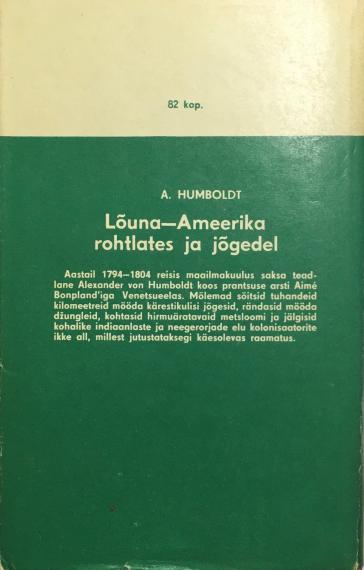 82 kop.
A. HUMBOLDT
Lõuna—Ameerika
rohtlates ja jõgedel
Aastail 1794—1804 reisis maailmakuulus saksa tead-
lane Alexander von Humboldt koos prantsuse arsti Aimé
Bonpland'iga Venetsueelas. Mõlemad sõitsid tuhandeid
kilomeetreid mööda kärestikulisi jõgesid, rändasid mööda
džungleid, kohtasid hirmuäratavaid metsloomi ja jälgisid
kohalike indiaanlaste ja neegerorjade elu kolonisaatorite
ikke all, millest jutustataksegi käesolevas raamatus.